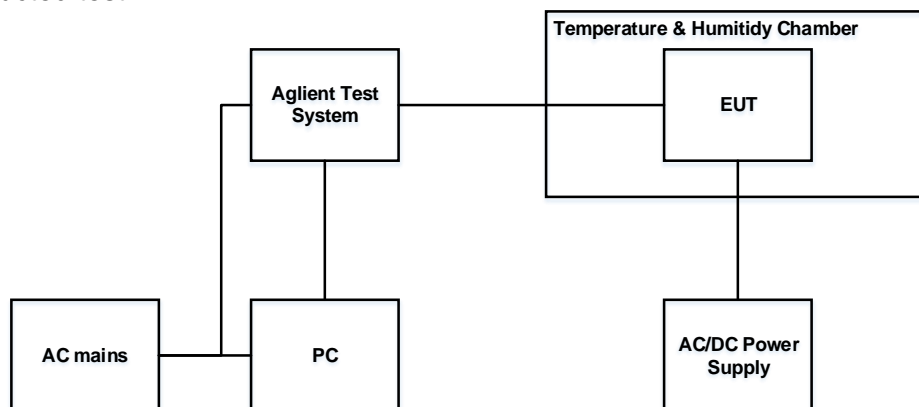 Temperature & Humitidy Chamber
Aglient Test
System
EUT
AC mains
PC
AC/DC Power
Supply